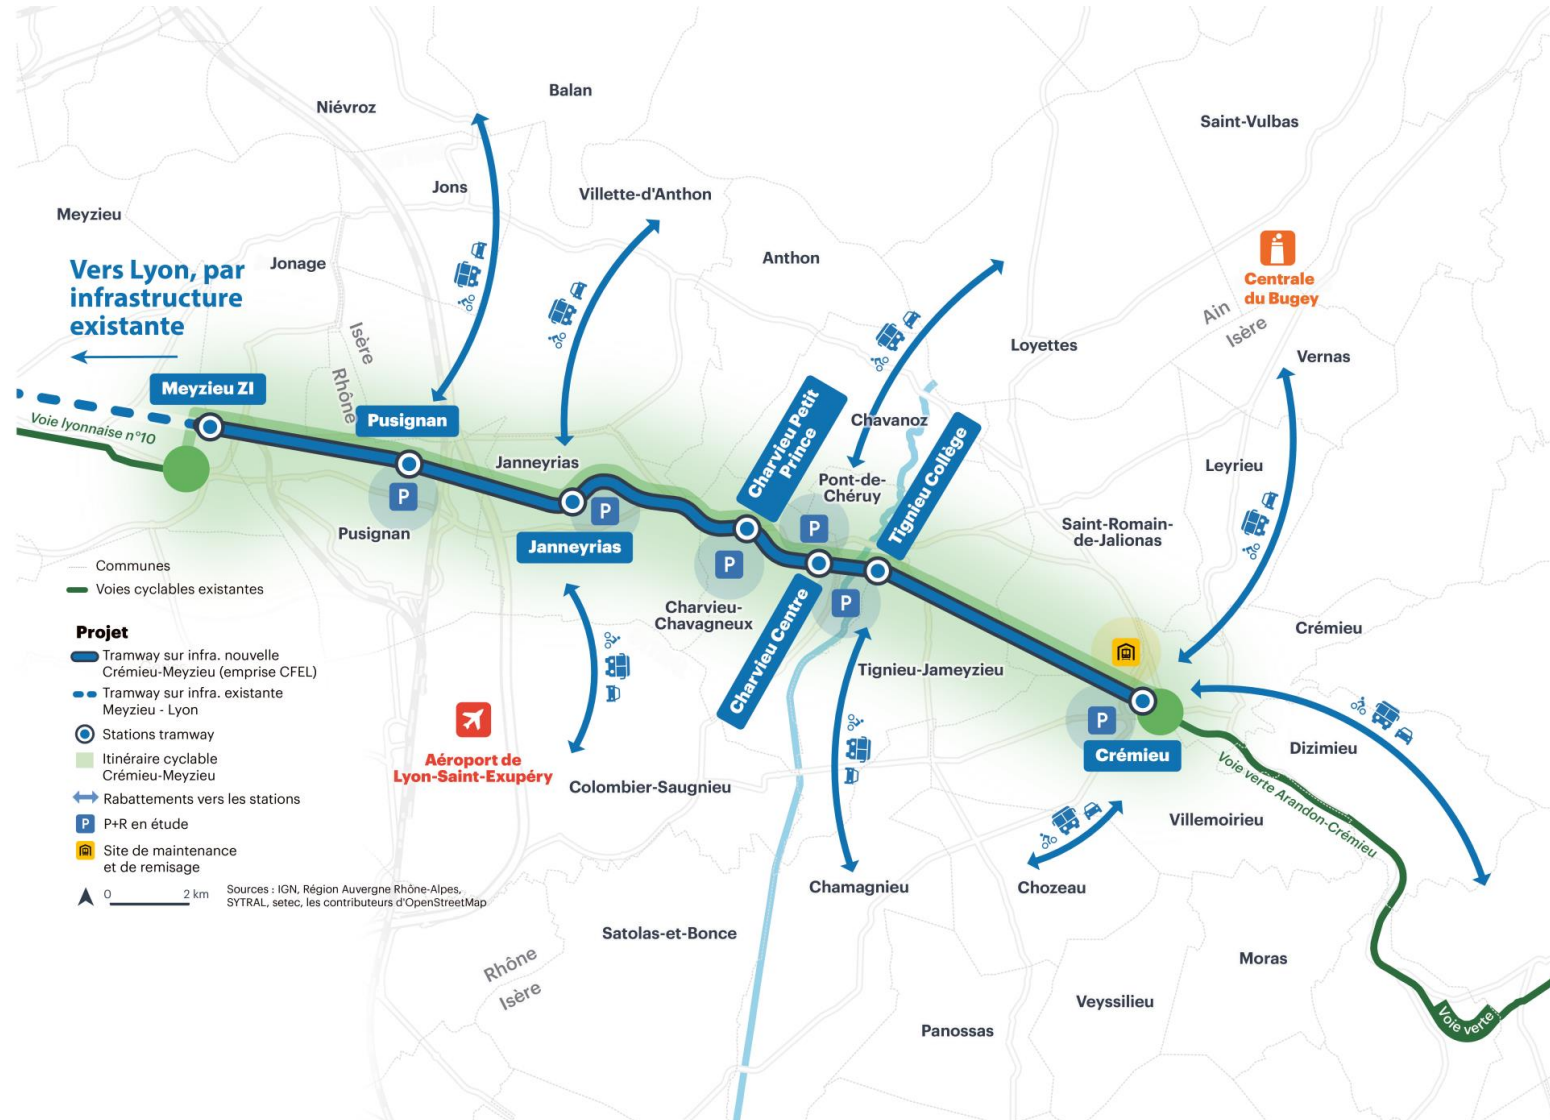 Niévroz
Balan
Saint-Vulbas
Jons
Villette-d'Anthon
Meyzieu
Anthon
Jonage
Vers Lyon, par
infrastructure
existante
Centrale
du Bugey
Ain
Isère
Isère
Rhône
Loyettes
Vernas
Meyzieu ZI
Pusignan
Charvieu Petit
Prince
Chavanoz
Tignieu Collège
Voie lyonnaise n°10
Janneyrias
Leyrieu
Pont-de-
Chéruy
P
P
P
Saint-Romain-
de-Jalionas
Pusignan
Janneyrias
P
Communes
Voies cyclables existantes
Charvieu-
Chavagneux
Charvieu Centre
P
Crémieu
Projet
Tramway sur infra. nouvelle
Crémieu-Meyzieu (emprise CFEL)
Tramway sur infra. existante
Meyzieu - Lyon
Stations tramway
Itinéraire cyclable
Crémieu-Meyzieu
Rabattements vers les stations
P
P+R en étude
Site de maintenance
et de remisage
0
2 km
Sources : IGN, Région Auvergne Rhône-Alpes,
SYTRAL, setec, les contributeurs d'OpenStreetMap
Tignieu-Jameyzieu
P
Crémieu
Dizimieu
Aéroport de
Lyon-Saint-Exupéry
Colombier-Saugnieu
Voie verte Arandon-Crémieu
Villemoirieu
Chamagnieu
Chozeau
Satolas-et-Bonce
Rhône
Isère
Moras
Veyssilieu
Panossas
Voie verte